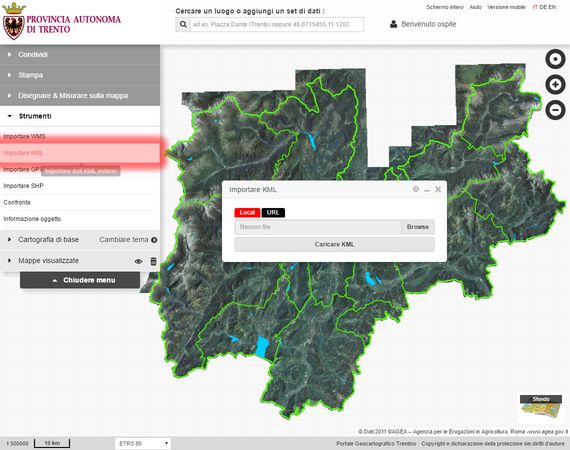 PROVINCIA AUTONOMA
DI TRENTO
Cercare un luogo o aggiungi un set di dati :
ad es. Piazza Dante (Trento) oppure 46.0715455,11.1203
Schermo intero
Aiuto
Versione mobile
IT DE EN
Benvenuto ospite
Condividi
Stampa
Disegnare & Misurare sulla mappa
Strumenti
Importare WMS
Importare KML
Importare GPX
Importare dati KML esterni
Importare SHP
Confronta
Informazione oggetto
Cartografia di base
Cambiare tema
Mappe visualizzate
Chiudere menu
Importare KML
Local
URL
Nessun file
Browse
Caricare KML
Sfondo
© Dati:2011 ©AGEA – Agenzia per le Erogazioni in Agricoltura, Roma -www.agea.gov.it
1:500000
10 km
ETRS 89
Portale Geocartografico Trentino
Copyright e dichiarazione della protezione dei diritti d'autore